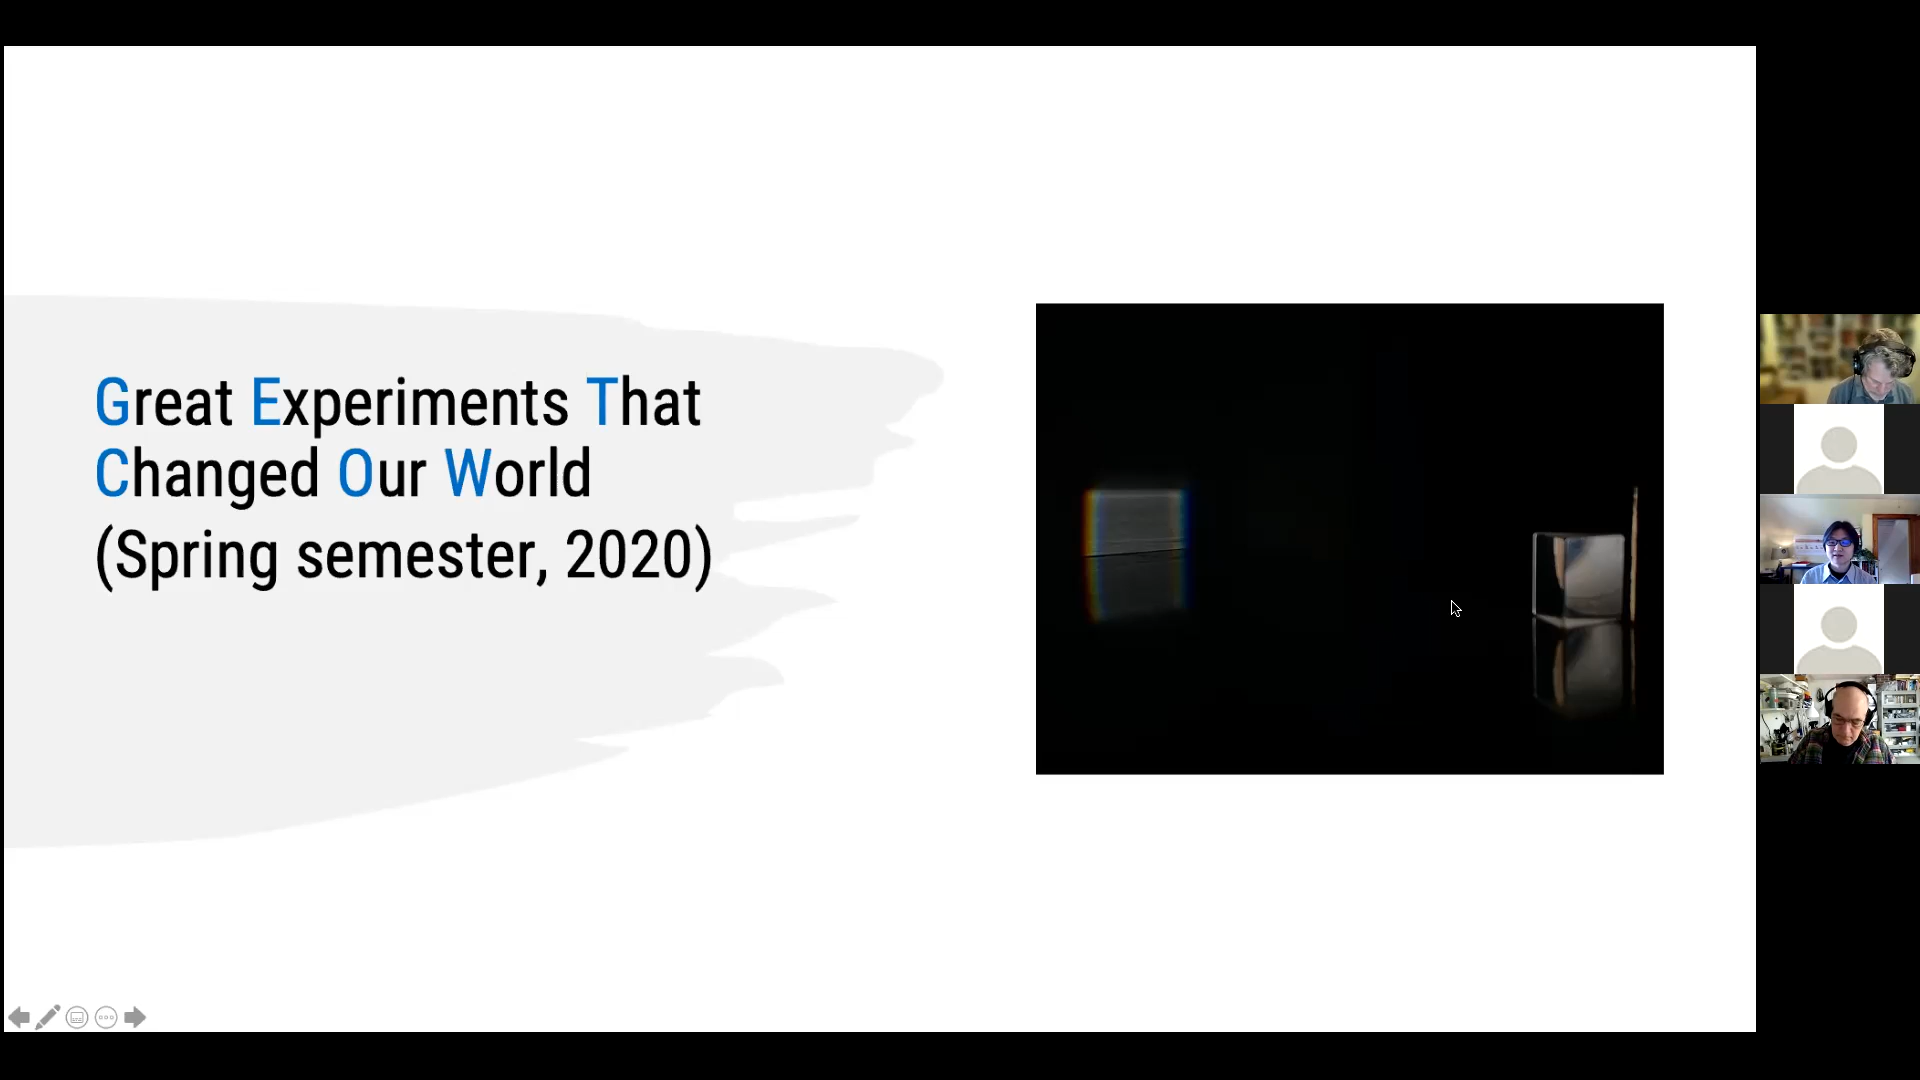 Great Experiments That
Changed Our World
(Spring semester, 2020)